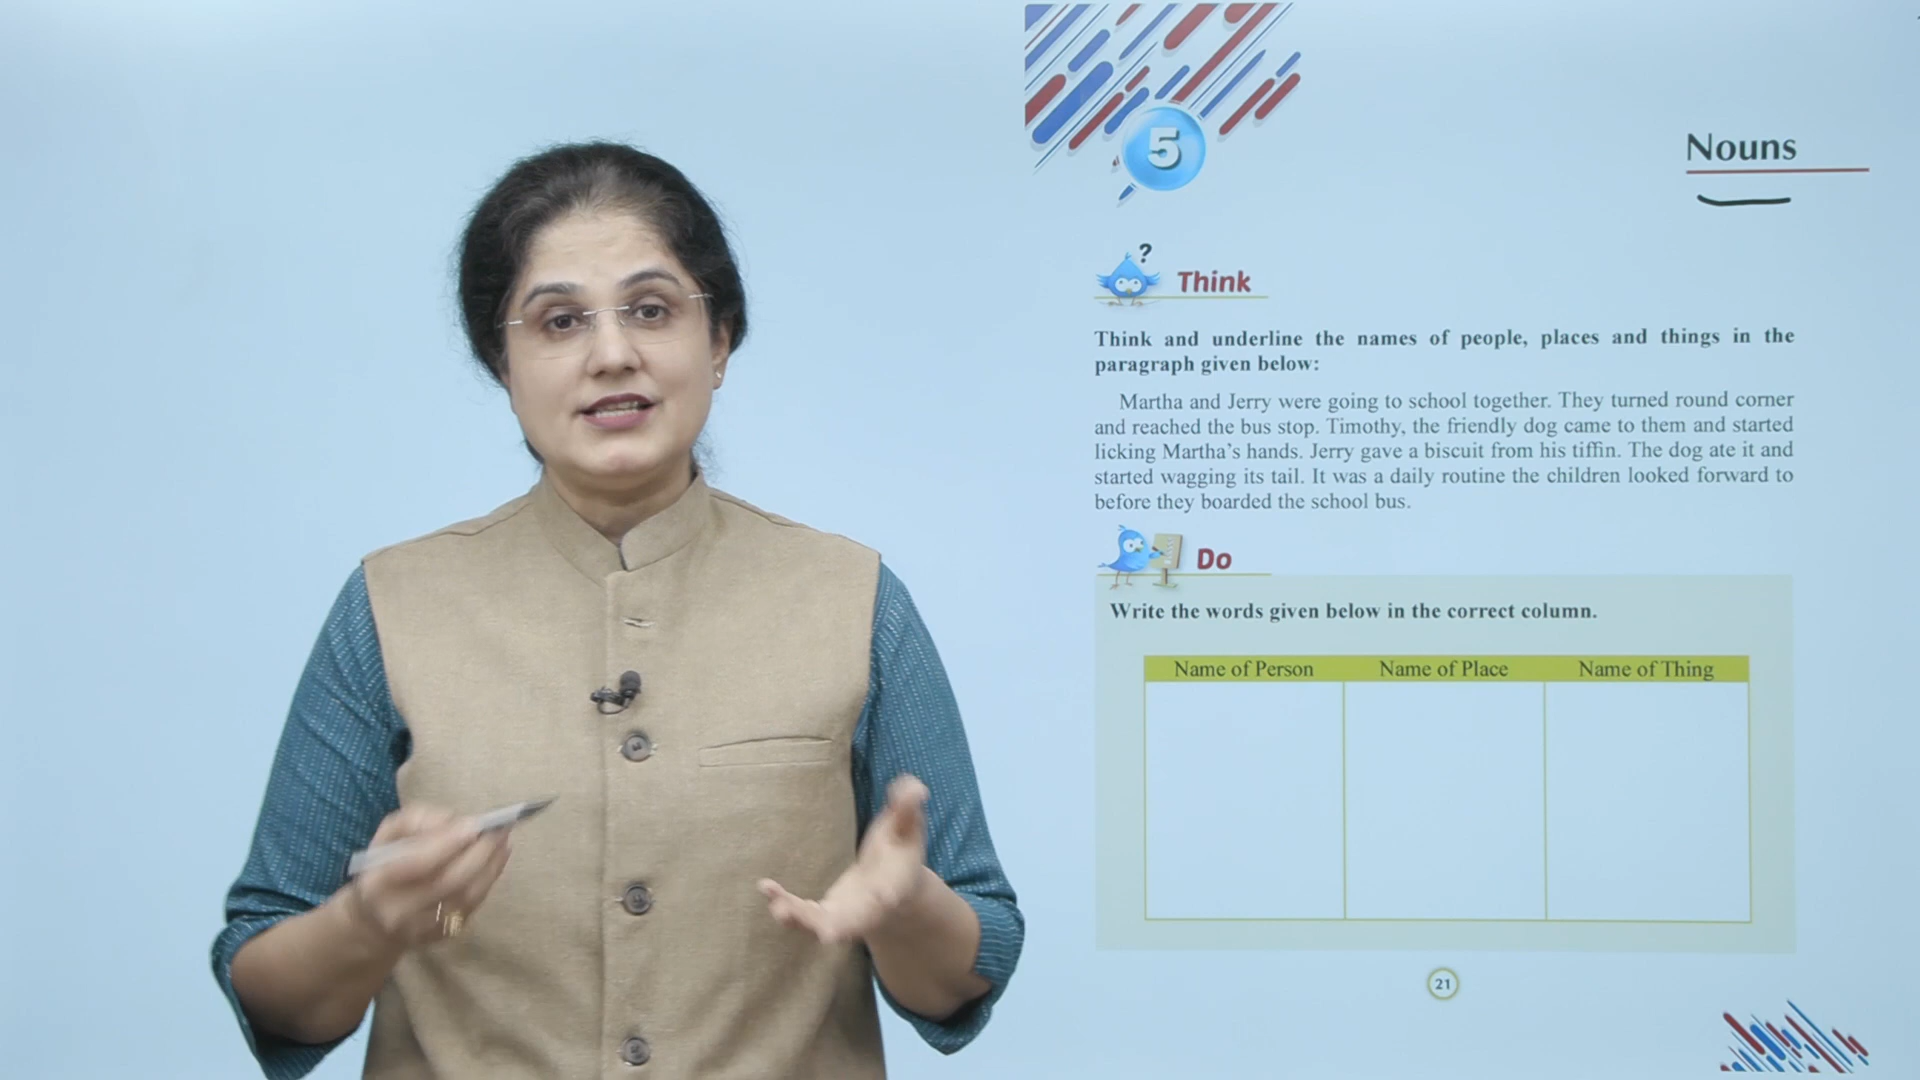 5
Nouns
?
Think
Think and underline the names of people, places and things in the
paragraph given below:
Martha and Jerry were going to school together. They turned round corner
and reached the bus stop. Timothy, the friendly dog came to them and started
licking Martha's hands. Jerry gave a biscuit from his tiffin. The dog ate it and
started wagging its tail. It was a daily routine the children looked forward to
before they boarded the school bus.
Do
Write the words given below in the correct column.
Name of Person Name of Place Name of Thing
21